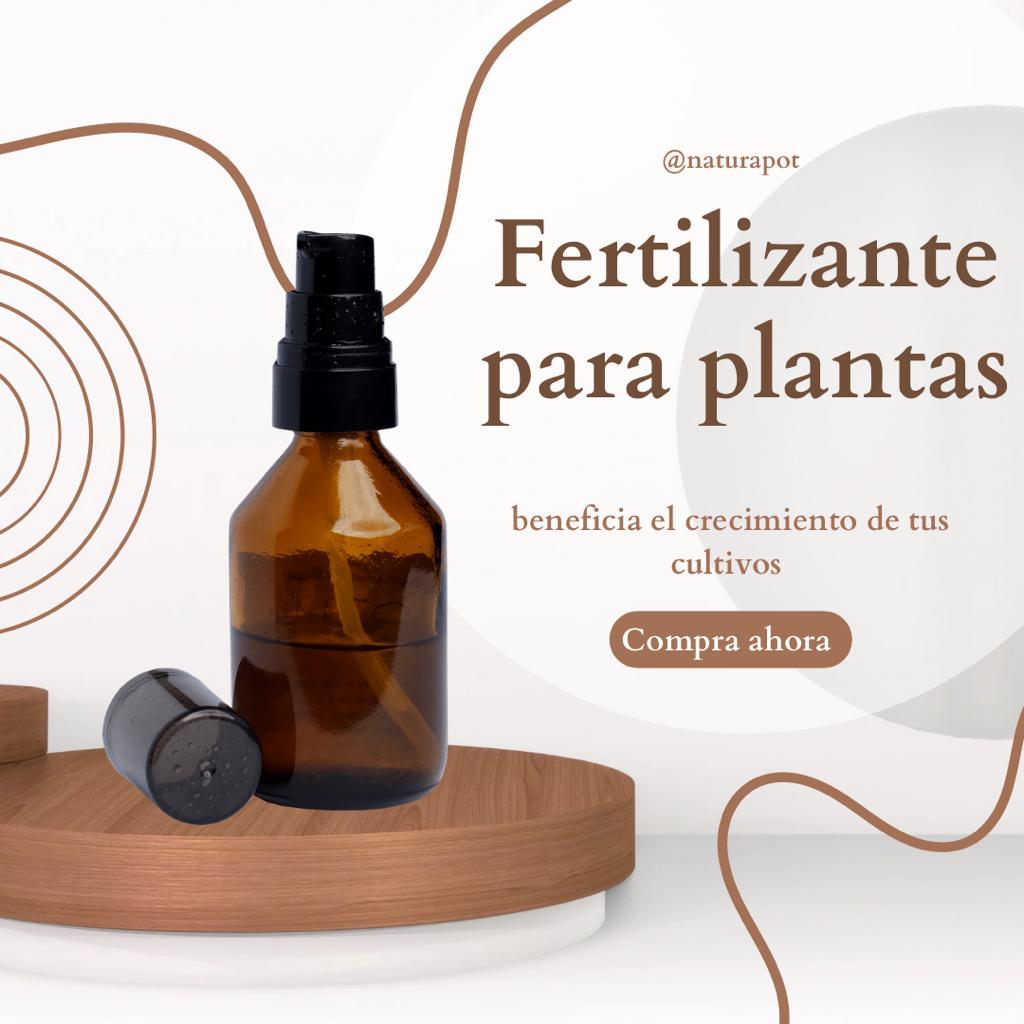 @naturapot
Fertilizante
para plantas
beneficia el crecimiento de tus
cultivos
Compra ahora